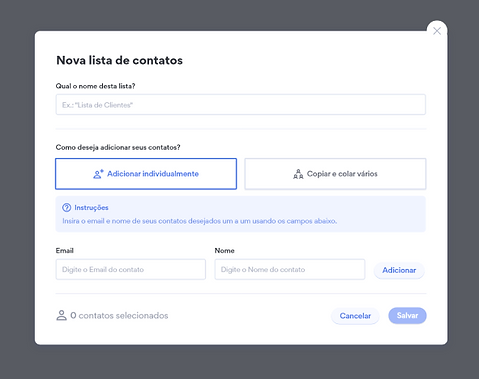 Nova lista de contatos
Qual o nome desta lista?
Ex.: "Lista de Clientes"
Como deseja adicionar seus contatos?
Adicionar individualmente
Copiar e colar vários
Instruções
Insira o email e nome de seus contatos desejados um a um usando os campos abaixo.
Email
Nome
Digite o Email do contato
Digite o Nome do contato
Adicionar
0 contatos selecionados
Cancelar
Salvar